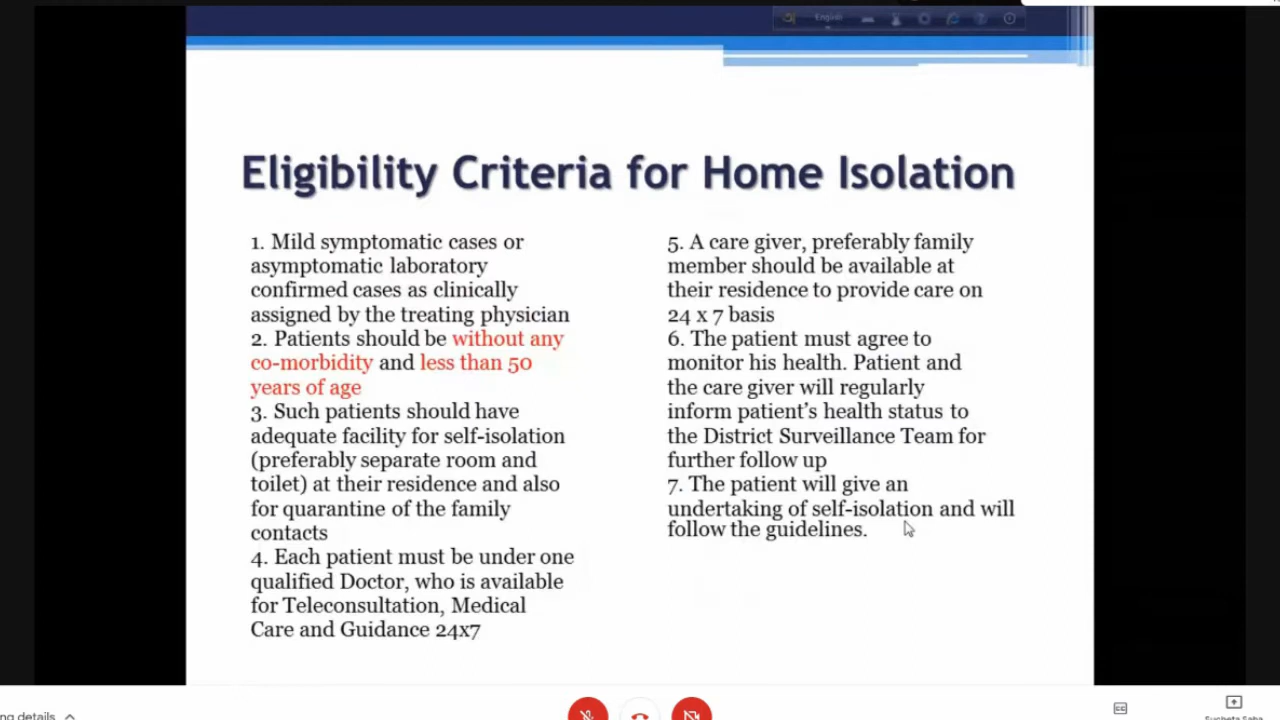 English
Eligibility Criteria for Home Isolation
1. Mild symptomatic cases or
asymptomatic laboratory
confirmed cases as clinically
assigned by the treating physician
2. Patients should be without any
co-morbidity and less than 50
years of age
3. Such patients should have
adequate facility for self-isolation
(preferably separate room and
toilet) at their residence and also
for quarantine of the family
contacts
4. Each patient must be under one
qualified Doctor, who is available
for Teleconsultation, Medical
Care and Guidance 24x7
5. A care giver, preferably family
member should be available at
their residence to provide care on
24 x 7 basis
6. The patient must agree to
monitor his health. Patient and
the care giver will regularly
inform patient's health status to
the District Surveillance Team for
further follow up
7. The patient will give an
undertaking of self-isolation and will
follow the guidelines.
ng details
CC
Sucheta Saha